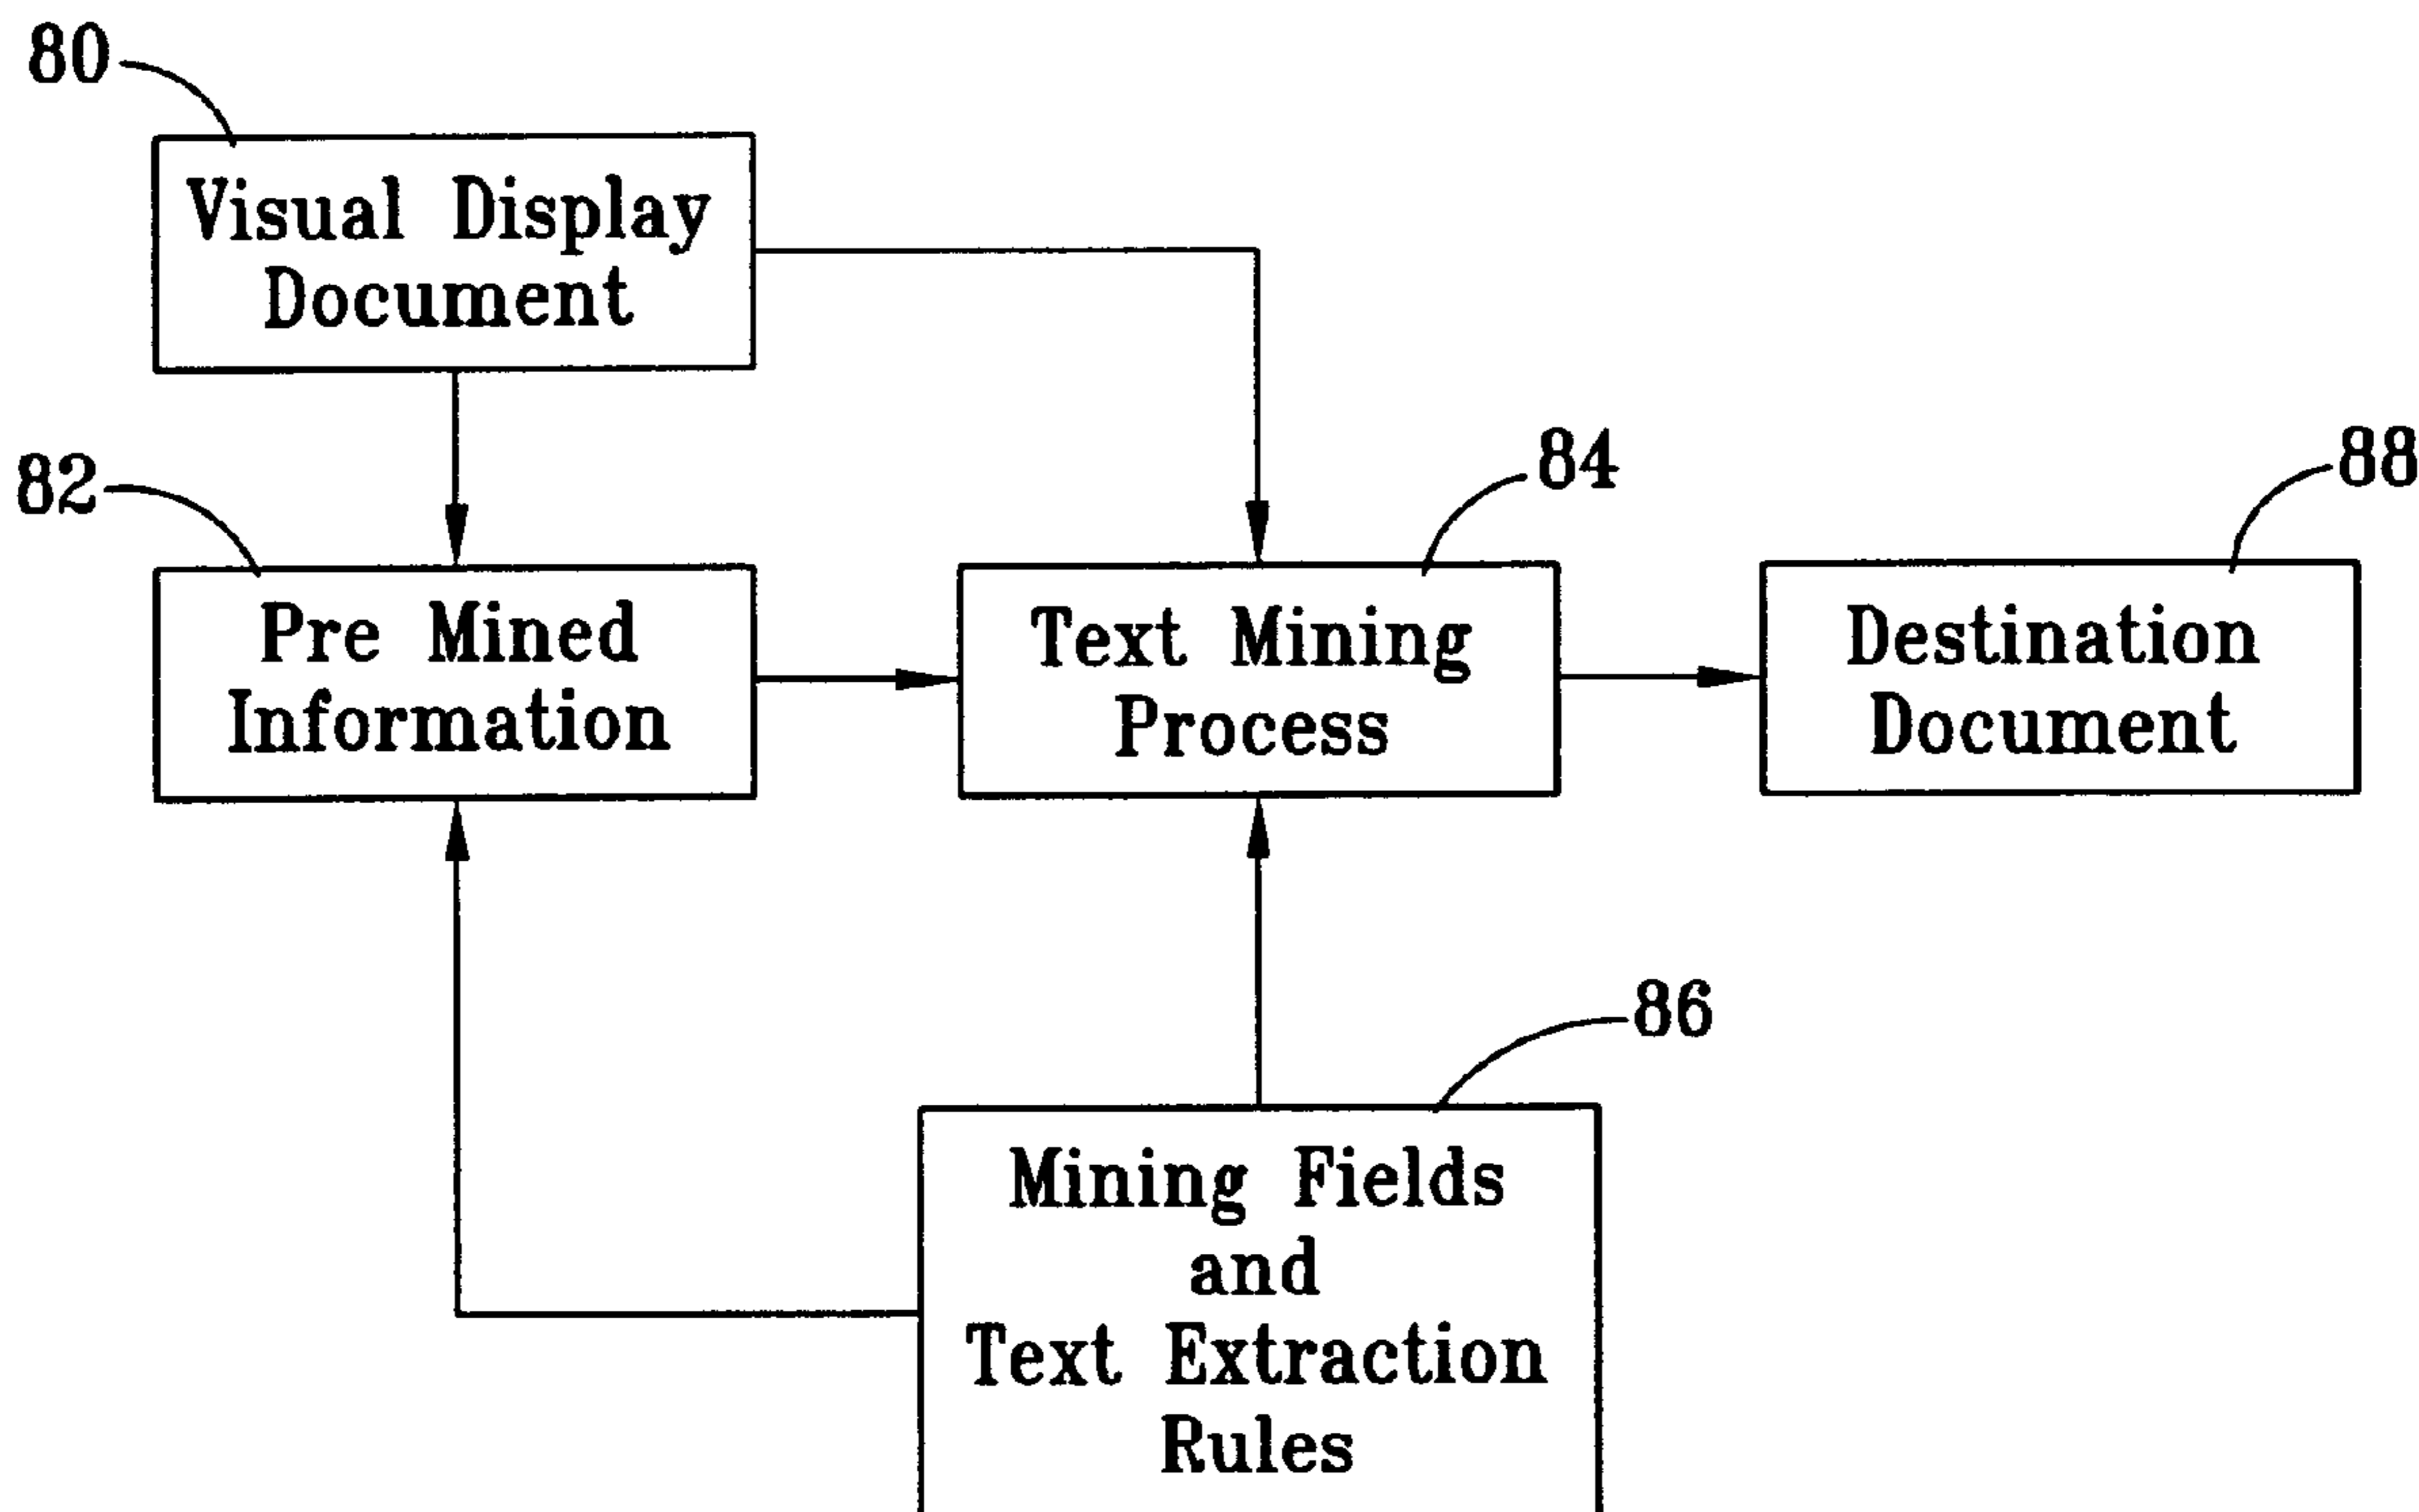 80
Visual Display
Document
82
Pre Mined
Information
84
Text Mining
Process
88
Destination
Document
86
Mining Fields
and
Text Extraction
Rules